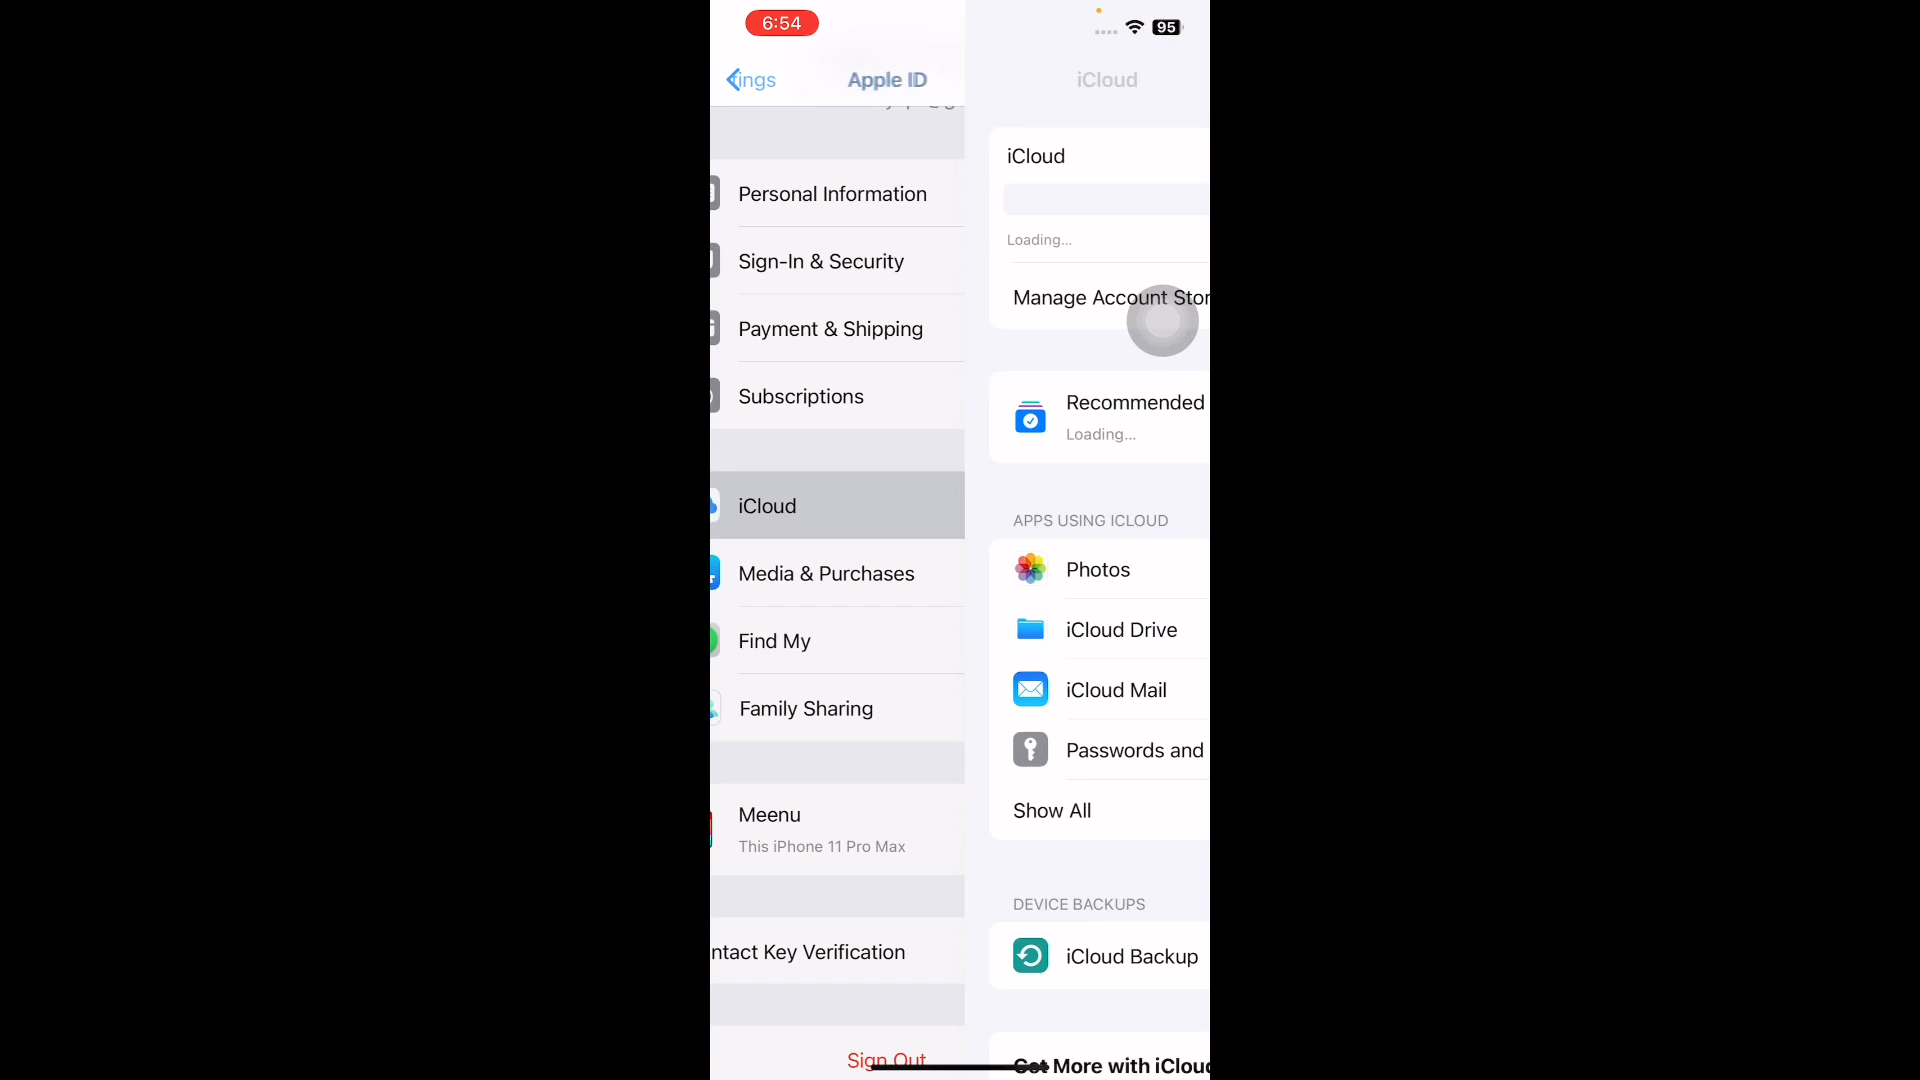 6:54
95
tings
Apple ID
iCloud
Personal Information
Sign-In & Security
Payment & Shipping
Subscriptions
iCloud
Media & Purchases
Find My
Family Sharing
Meenu
This iPhone 11 Pro Max
ntact Key Verification
Sign Out
iCloud
Loading...
Manage Account Stor
Recommended
Loading...
APPS USING ICLOUD
Photos
iCloud Drive
iCloud Mail
Passwords and
Show All
DEVICE BACKUPS
iCloud Backup
Get More with iCloud